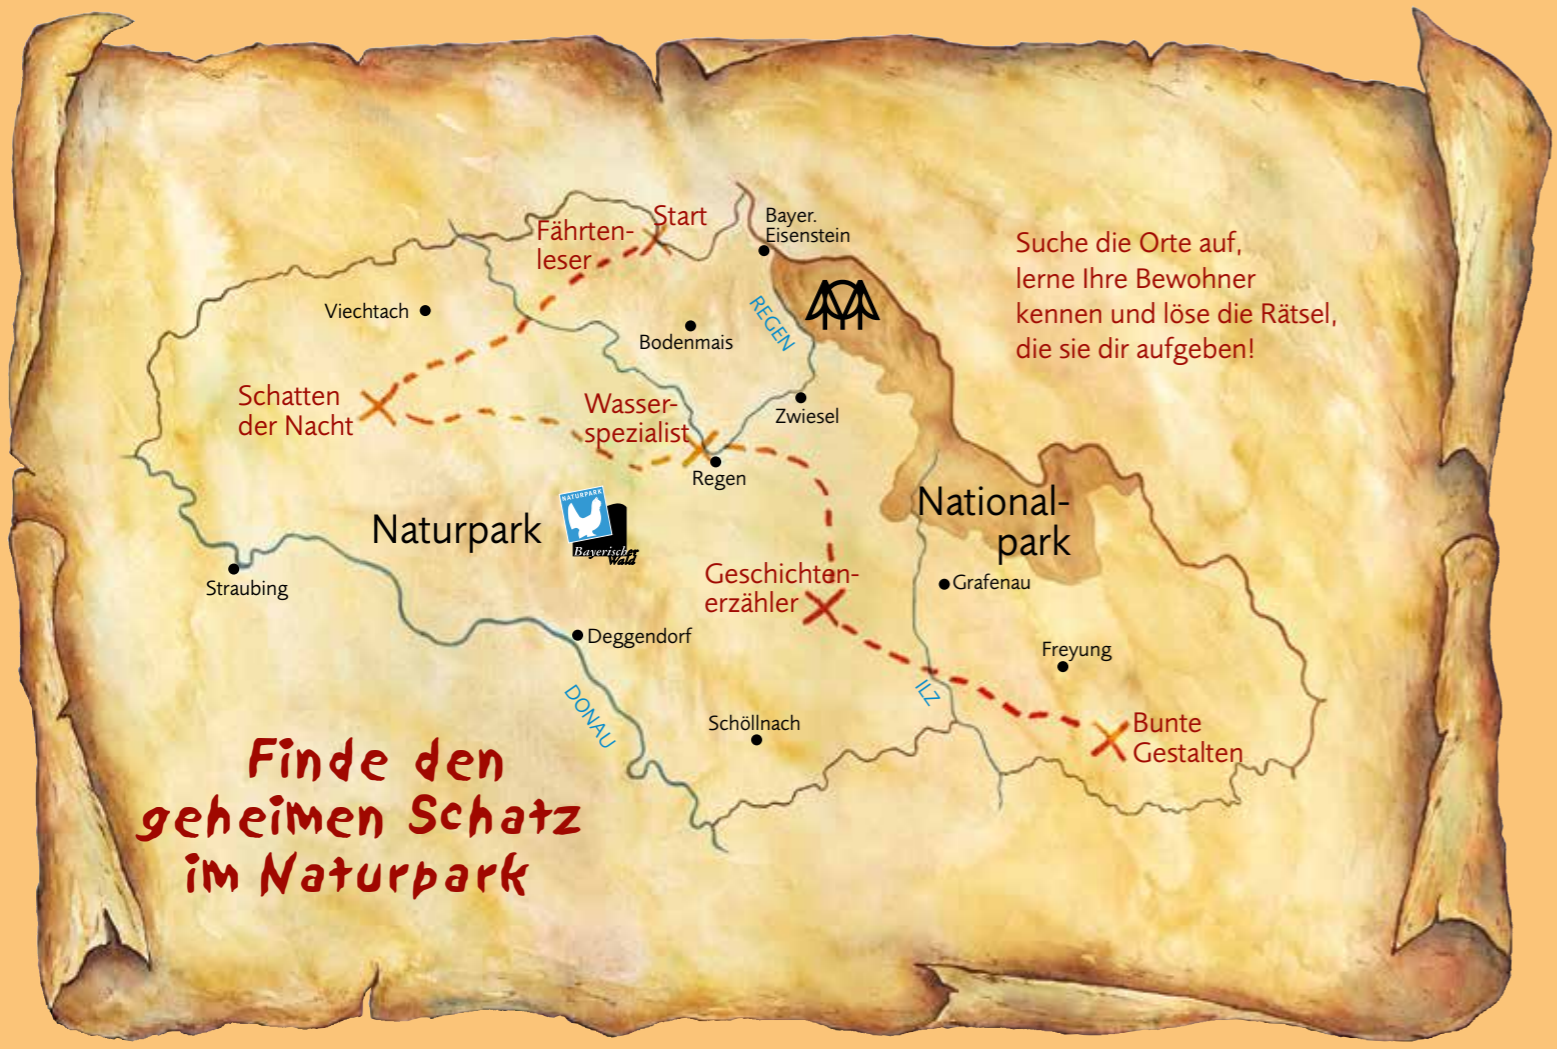 Start
Fährten-
leser
Bayer.
Eisenstein
Suche die Orte auf,
lerne Ihre Bewohner
kennen und löse die Rätsel,
die sie dir aufgeben!
Viechtach
REGEN
Bodenmais
Schatten
der Nacht
Wasser-
spezialist
Zwiesel
Regen
Naturpark
NATURPARK
Bayerischer
Wald
National-
park
Straubing
Geschichten-
erzähler
Grafenau
Deggendorf
Freyung
DONAU
ILZ
Schöllnach
Bunte
Gestalten
Finde den
geheimen Schatz
im Naturpark